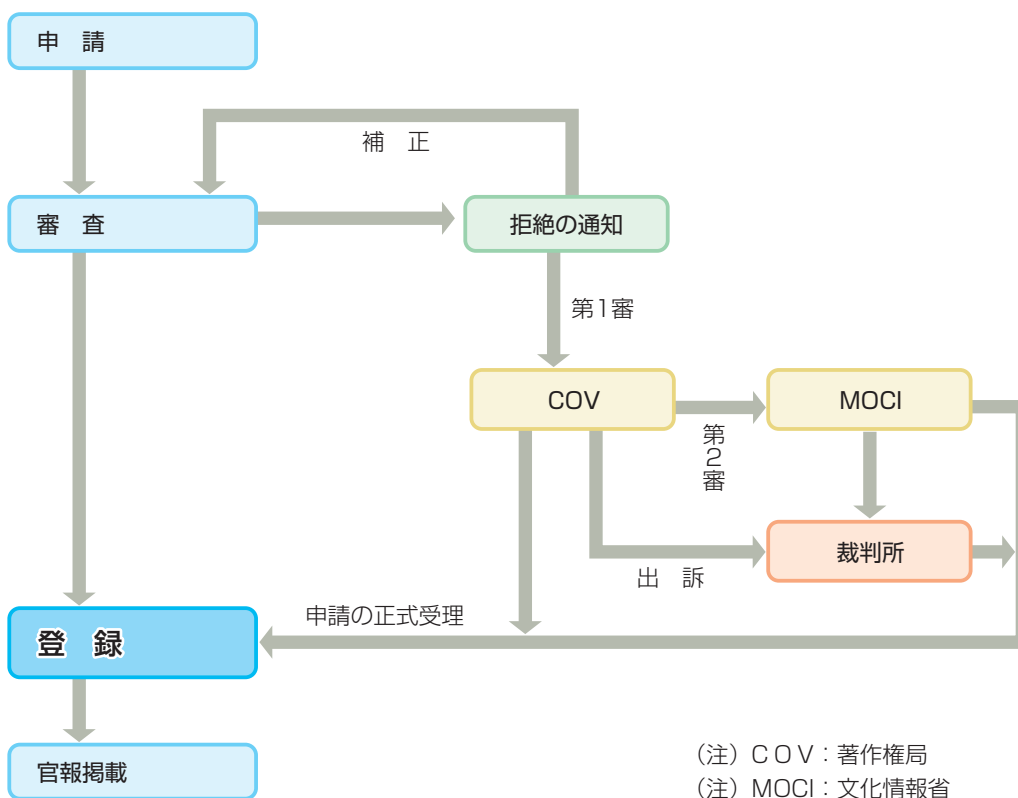 申 請
補 正
審 査
拒絶の通知
第1審
COV
MOCI
第2審
裁判所
出 訴
申請の正式受理
登 録
官報掲載
(注) C O V:著作権局
(注) MOCI:文化情報省